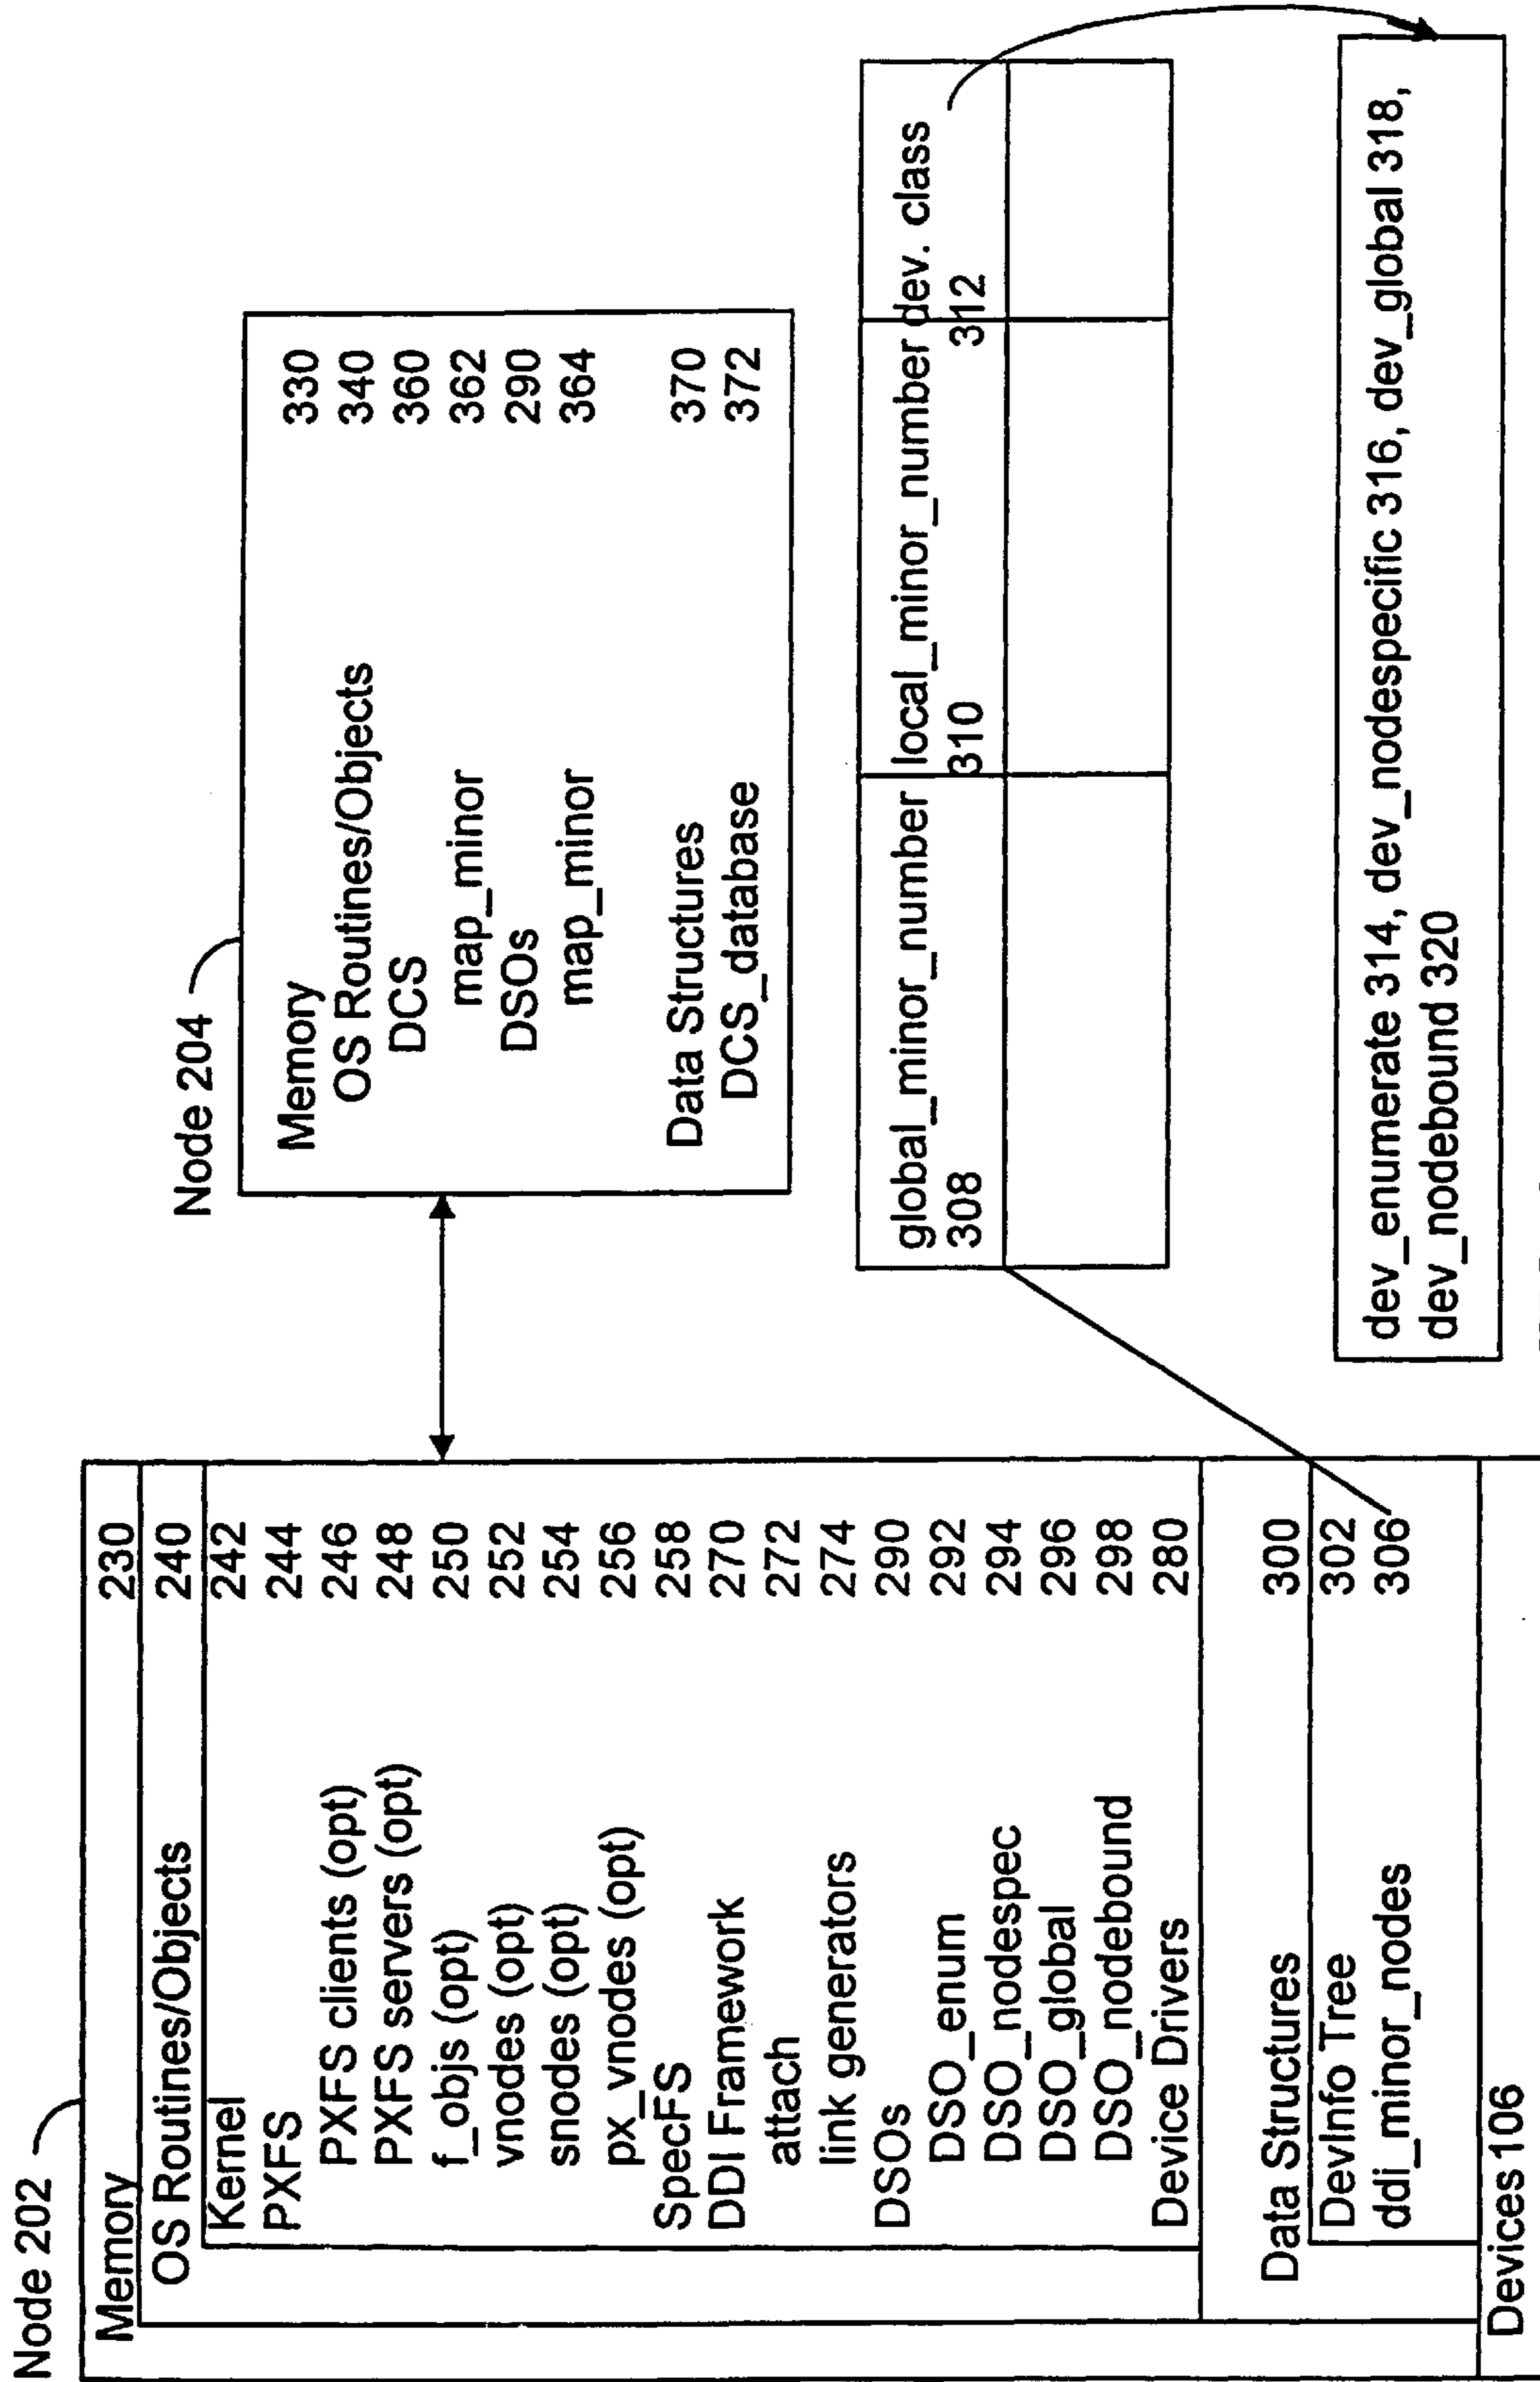 Node 202
Memory 230
OS Routines/Objects 240
Kernel 242
PXFS 244
PXFS clients (opt) 246
PXFS servers (opt) 248
f_objs (opt) 250
vnodes (opt) 252
snodes (opt) 254
px_vnodes (opt) 256
SpecFS 258
DDI Framework 270
attach 272
link generators 274
DSOs 290
DSO_enum 292
DSO_nodespec 294
DSO_global 296
DSO_nodebound 298
Device Drivers 280
Data Structures 300
DevInfo Tree 302
ddi_minor_nodes 306
Devices 106
Node 204
Memory 330
OS Routines/Objects 340
DCS 360
map_minor 362
DSOs 290
map_minor 364
Data Structures 370
DCS_database 372
global_minor_number local_minor_number dev. class
308 310 312
dev_enumerate 314, dev_nodespecific 316, dev_global 318,
dev_nodebound 320